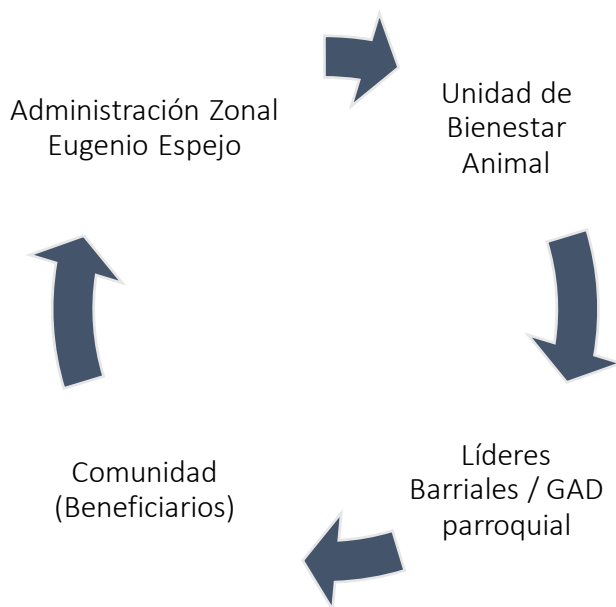 Administración Zonal
Eugenio Espejo
Unidad de
Bienestar
Animal
Líderes
Barriales / GAD
parroquial
Comunidad
(Beneficiarios)